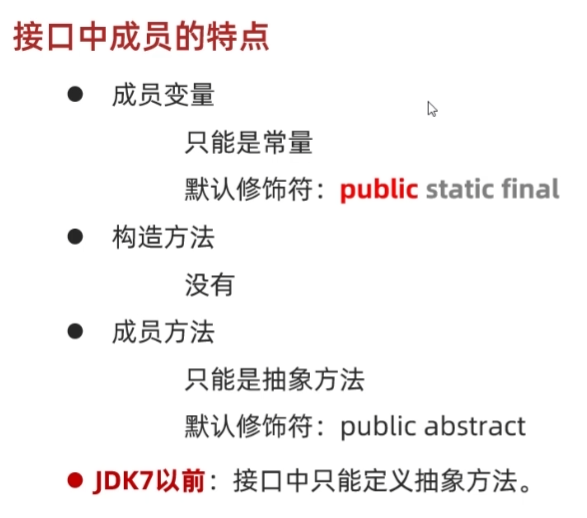 接口中成员的特点
● 成员变量
只能是常量
默认修饰符：public static final
● 构造方法
没有
● 成员方法
只能是抽象方法
默认修饰符：public abstract
● JDK7以前：接口中只能定义抽象方法。